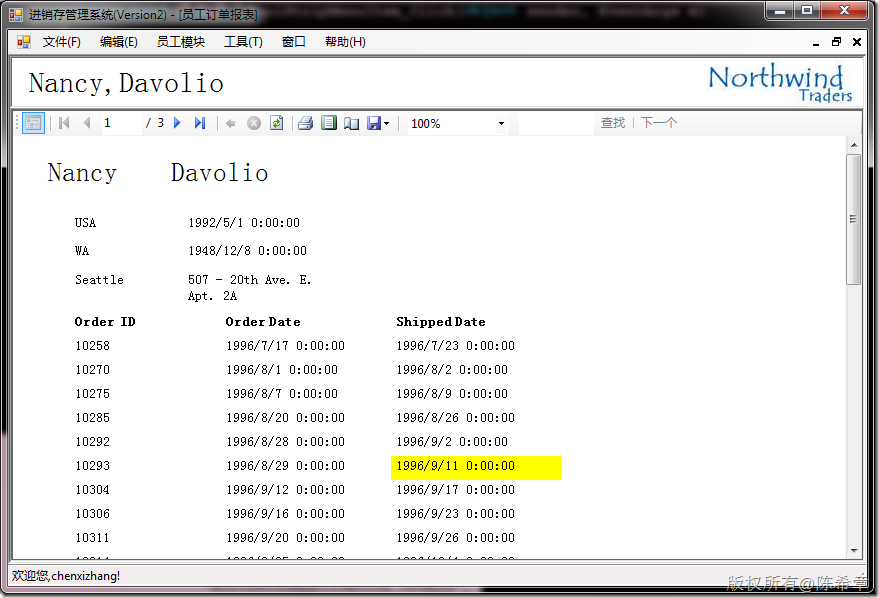 进销存管理系统(Version2) - [员工订单报表]
文件(F) 编辑(E) 员工模块 工具(T) 窗口 帮助(H)
Nancy,Davolio
Northwind
Traders
1 / 3 100% 查找 下一个
Nancy Davolio
USA 1992/5/1 0:00:00
WA 1948/12/8 0:00:00
Seattle 507 - 20th Ave. E.
Apt. 2A
Order ID Order Date Shipped Date
10258 1996/7/17 0:00:00 1996/7/23 0:00:00
10270 1996/8/1 0:00:00 1996/8/2 0:00:00
10275 1996/8/7 0:00:00 1996/8/9 0:00:00
10285 1996/8/20 0:00:00 1996/8/26 0:00:00
10292 1996/8/28 0:00:00 1996/9/2 0:00:00
10293 1996/8/29 0:00:00 1996/9/11 0:00:00
10304 1996/9/12 0:00:00 1996/9/17 0:00:00
10306 1996/9/16 0:00:00 1996/9/23 0:00:00
10311 1996/9/20 0:00:00 1996/9/26 0:00:00
欢迎您,chenxizhang!
版权所有@陈希章